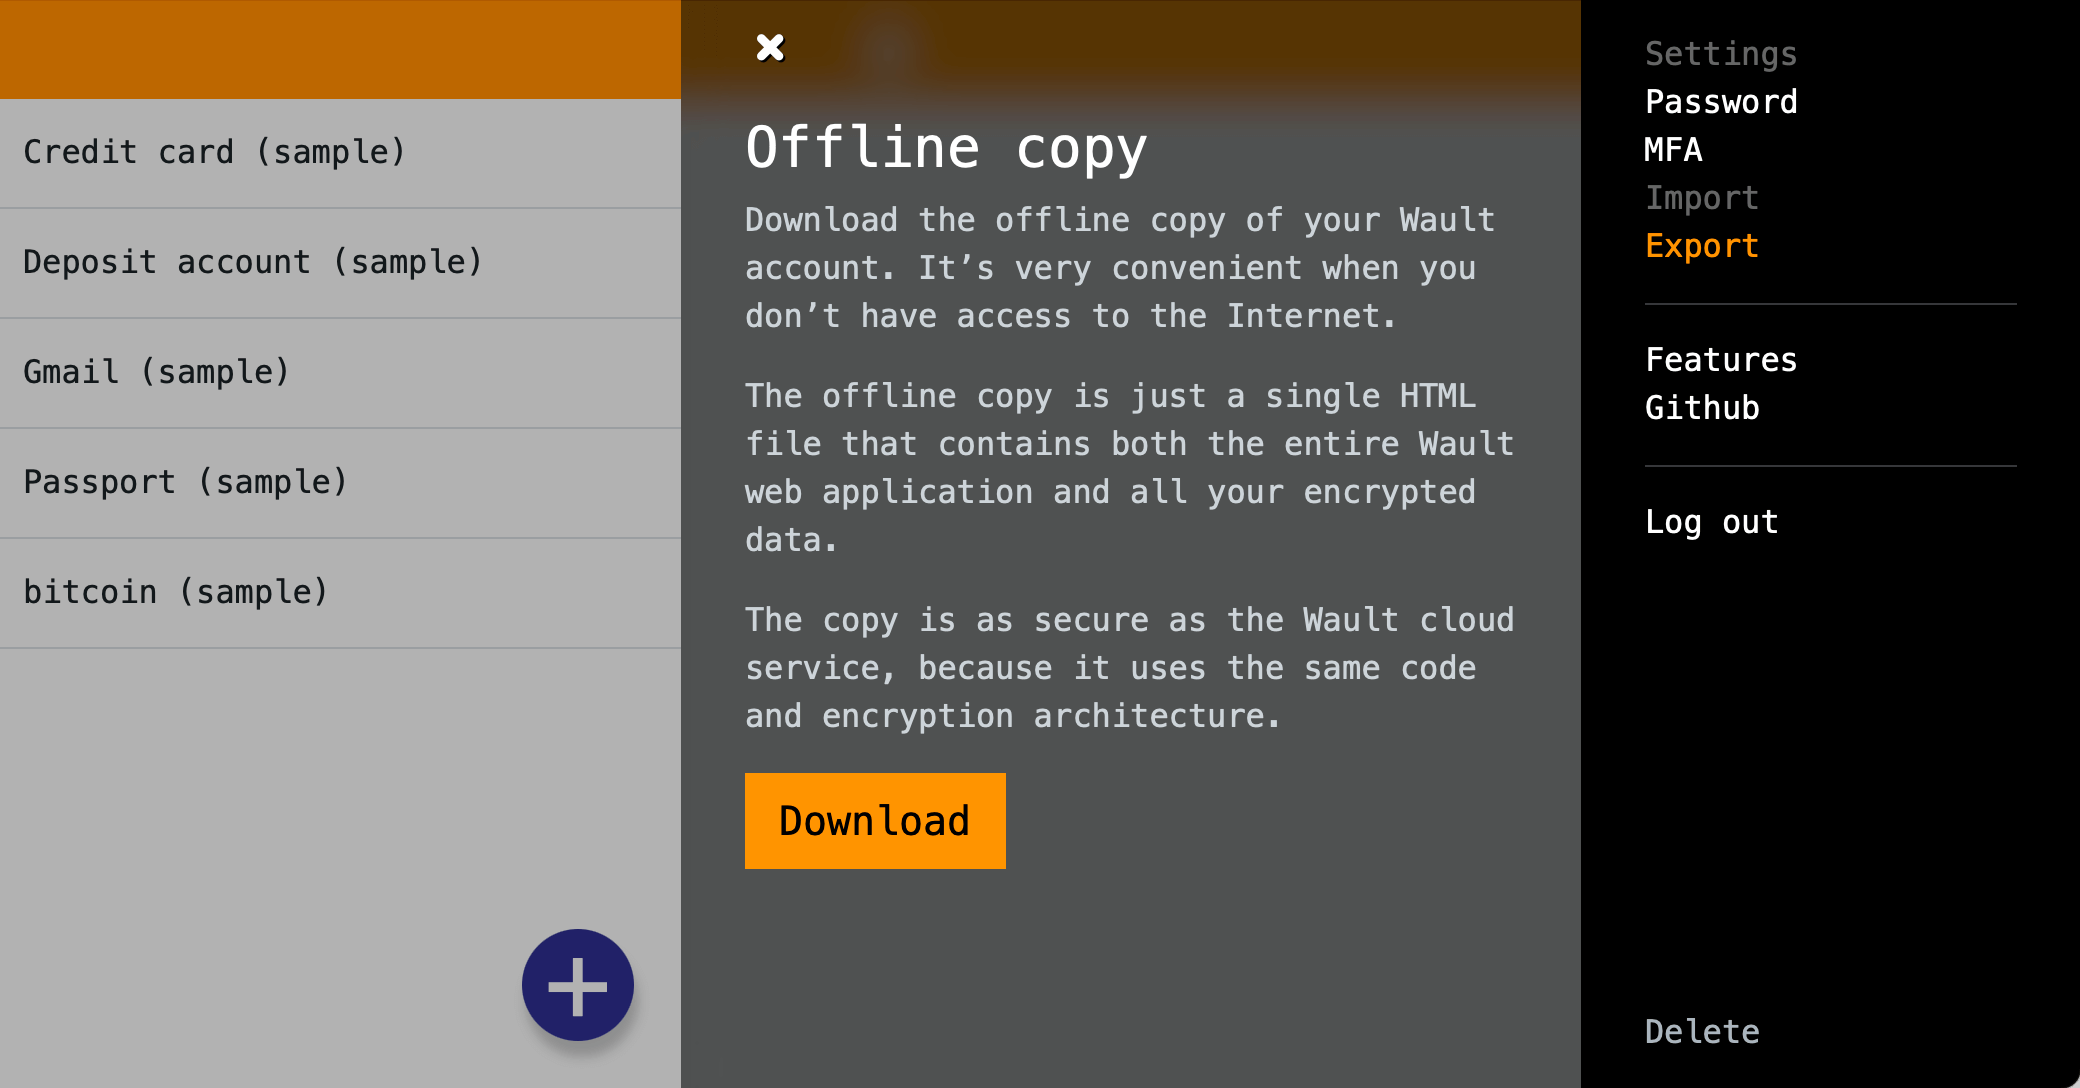 Credit card (sample)
Deposit account (sample)
Gmail (sample)
Passport (sample)
bitcoin (sample)
Offline copy
Download the offline copy of your Wault
account. It’s very convenient when you
don’t have access to the Internet.
The offline copy is just a single HTML
file that contains both the entire Wault
web application and all your encrypted
data.
The copy is as secure as the Wault cloud
service, because it uses the same code
and encryption architecture.
Download
Settings
Password
MFA
Import
Export
Features
Github
Log out
Delete